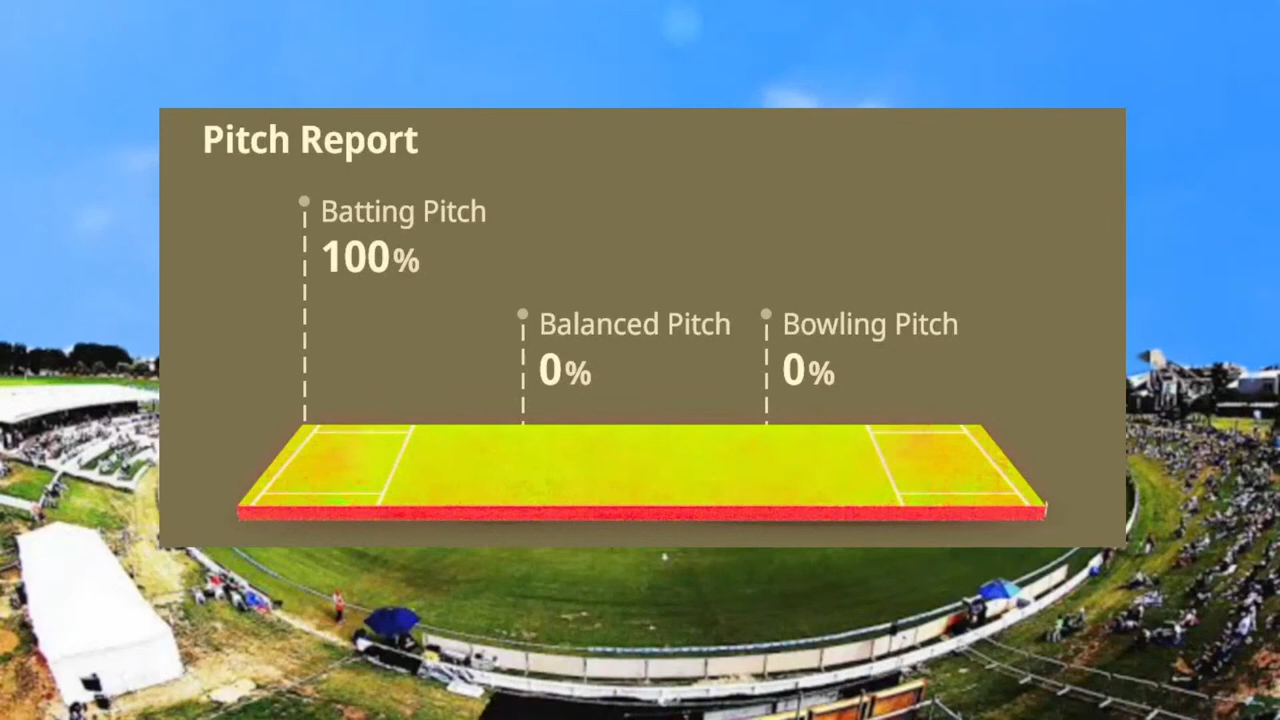 Pitch Report
Batting Pitch
100%
Balanced Pitch
0%
Bowling Pitch
0%